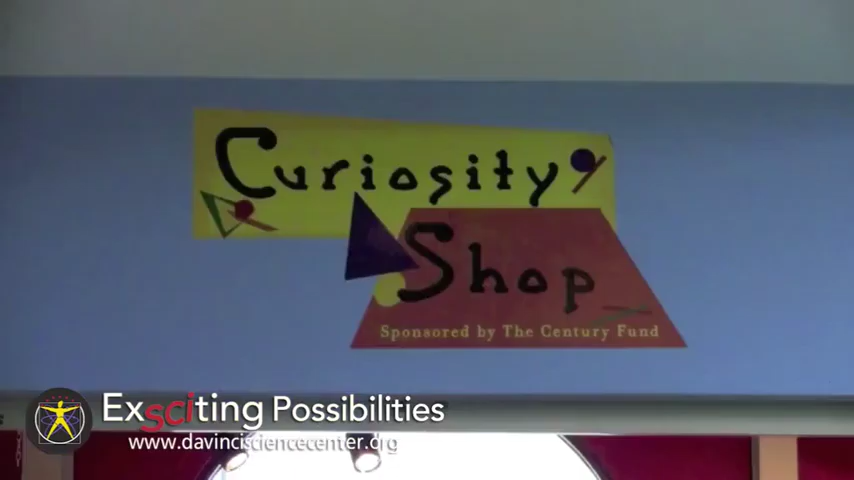 Curiosity
Shop
Sponsored by The Century Fund
Exsciting Possibilities
www.davincisciencecenter.org